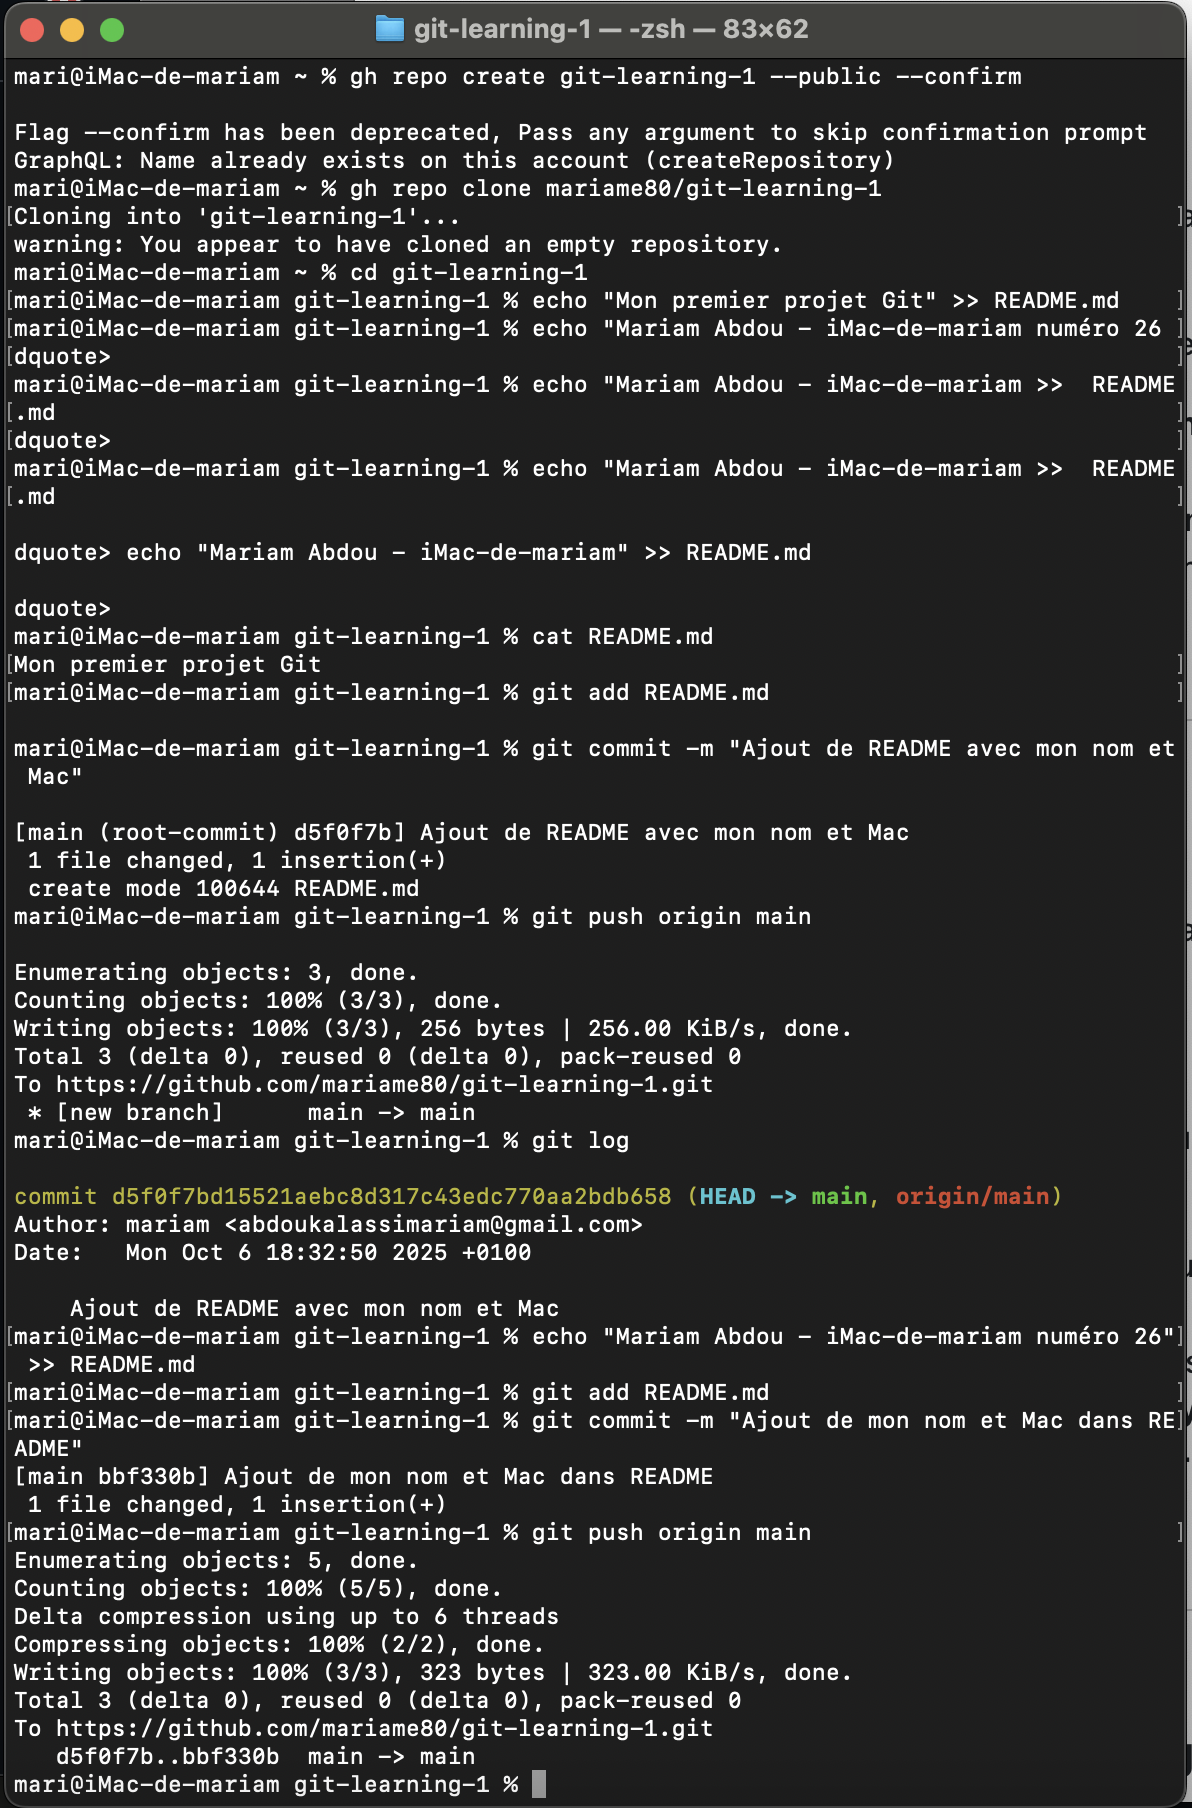 git-learning-1 — -zsh — 83×62
mari@iMac-de-mariam ~ % gh repo create git-learning-1 --public --confirm
Flag --confirm has been deprecated, Pass any argument to skip confirmation prompt
GraphQL: Name already exists on this account (createRepository)
mari@iMac-de-mariam ~ % gh repo clone mariame80/git-learning-1
[Cloning into 'git-learning-1'... ]
warning: You appear to have cloned an empty repository.
mari@iMac-de-mariam ~ % cd git-learning-1
[mari@iMac-de-mariam git-learning-1 % echo "Mon premier projet Git" >> README.md ]
[mari@iMac-de-mariam git-learning-1 % echo "Mariam Abdou - iMac-de-mariam numéro 26 ]
[dquote> ]
mari@iMac-de-mariam git-learning-1 % echo "Mariam Abdou - iMac-de-mariam >>  README
[.md ]
[dquote> ]
mari@iMac-de-mariam git-learning-1 % echo "Mariam Abdou - iMac-de-mariam >>  README
[.md ]
dquote> echo "Mariam Abdou - iMac-de-mariam" >> README.md
dquote>
mari@iMac-de-mariam git-learning-1 % cat README.md
[Mon premier projet Git ]
[mari@iMac-de-mariam git-learning-1 % git add README.md ]
mari@iMac-de-mariam git-learning-1 % git commit -m "Ajout de README avec mon nom et
 Mac"
[main (root-commit) d5f0f7b] Ajout de README avec mon nom et Mac
 1 file changed, 1 insertion(+)
 create mode 100644 README.md
mari@iMac-de-mariam git-learning-1 % git push origin main
Enumerating objects: 3, done.
Counting objects: 100% (3/3), done.
Writing objects: 100% (3/3), 256 bytes | 256.00 KiB/s, done.
Total 3 (delta 0), reused 0 (delta 0), pack-reused 0
To https://github.com/mariame80/git-learning-1.git
 * [new branch]      main -> main
mari@iMac-de-mariam git-learning-1 % git log
commit d5f0f7bd15521aebc8d317c43edc770aa2bdb658 (HEAD -> main, origin/main)
Author: mariam <abdoukalassimariam@gmail.com>
Date:   Mon Oct 6 18:32:50 2025 +0100
    Ajout de README avec mon nom et Mac
[mari@iMac-de-mariam git-learning-1 % echo "Mariam Abdou - iMac-de-mariam numéro 26"]
 >> README.md
[mari@iMac-de-mariam git-learning-1 % git add README.md ]
[mari@iMac-de-mariam git-learning-1 % git commit -m "Ajout de mon nom et Mac dans RE]
ADME"
[main bbf330b] Ajout de mon nom et Mac dans README
 1 file changed, 1 insertion(+)
[mari@iMac-de-mariam git-learning-1 % git push origin main ]
Enumerating objects: 5, done.
Counting objects: 100% (5/5), done.
Delta compression using up to 6 threads
Compressing objects: 100% (2/2), done.
Writing objects: 100% (3/3), 323 bytes | 323.00 KiB/s, done.
Total 3 (delta 0), reused 0 (delta 0), pack-reused 0
To https://github.com/mariame80/git-learning-1.git
   d5f0f7b..bbf330b  main -> main
mari@iMac-de-mariam git-learning-1 %